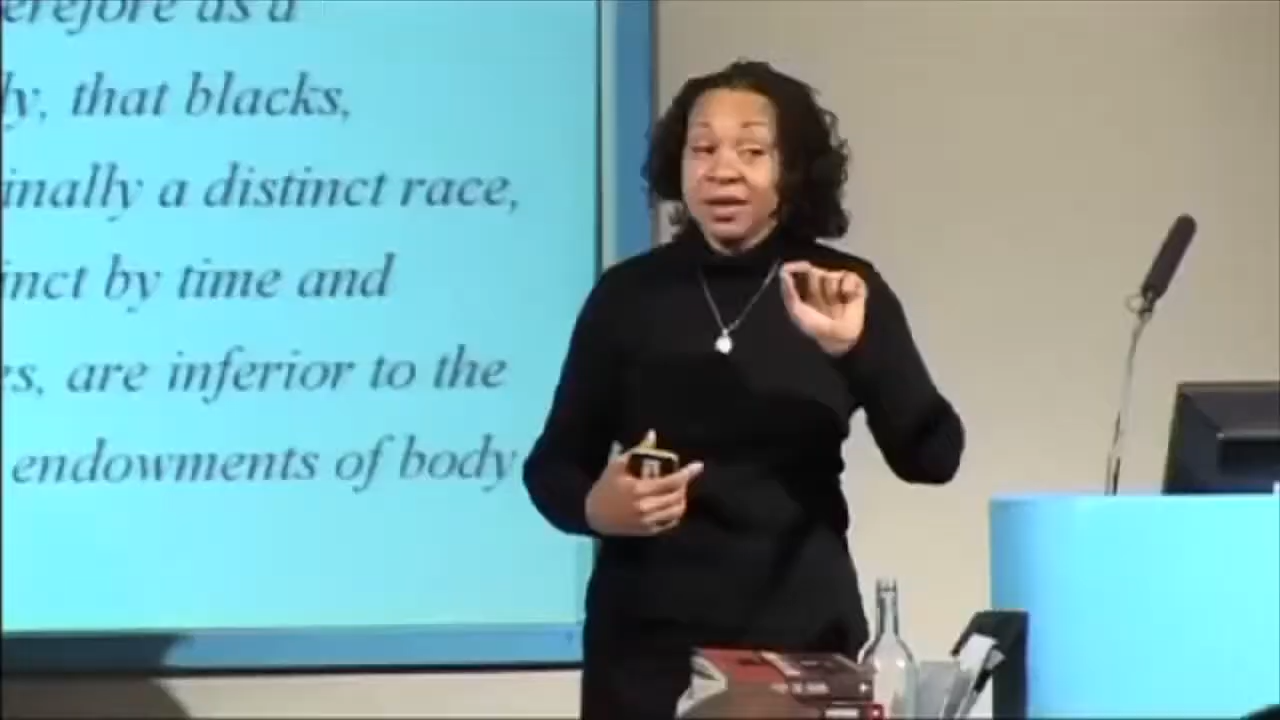 erefore as a
ly, that blacks,
inally a distinct race,
inct by time and
s, are inferior to the
endowments of body